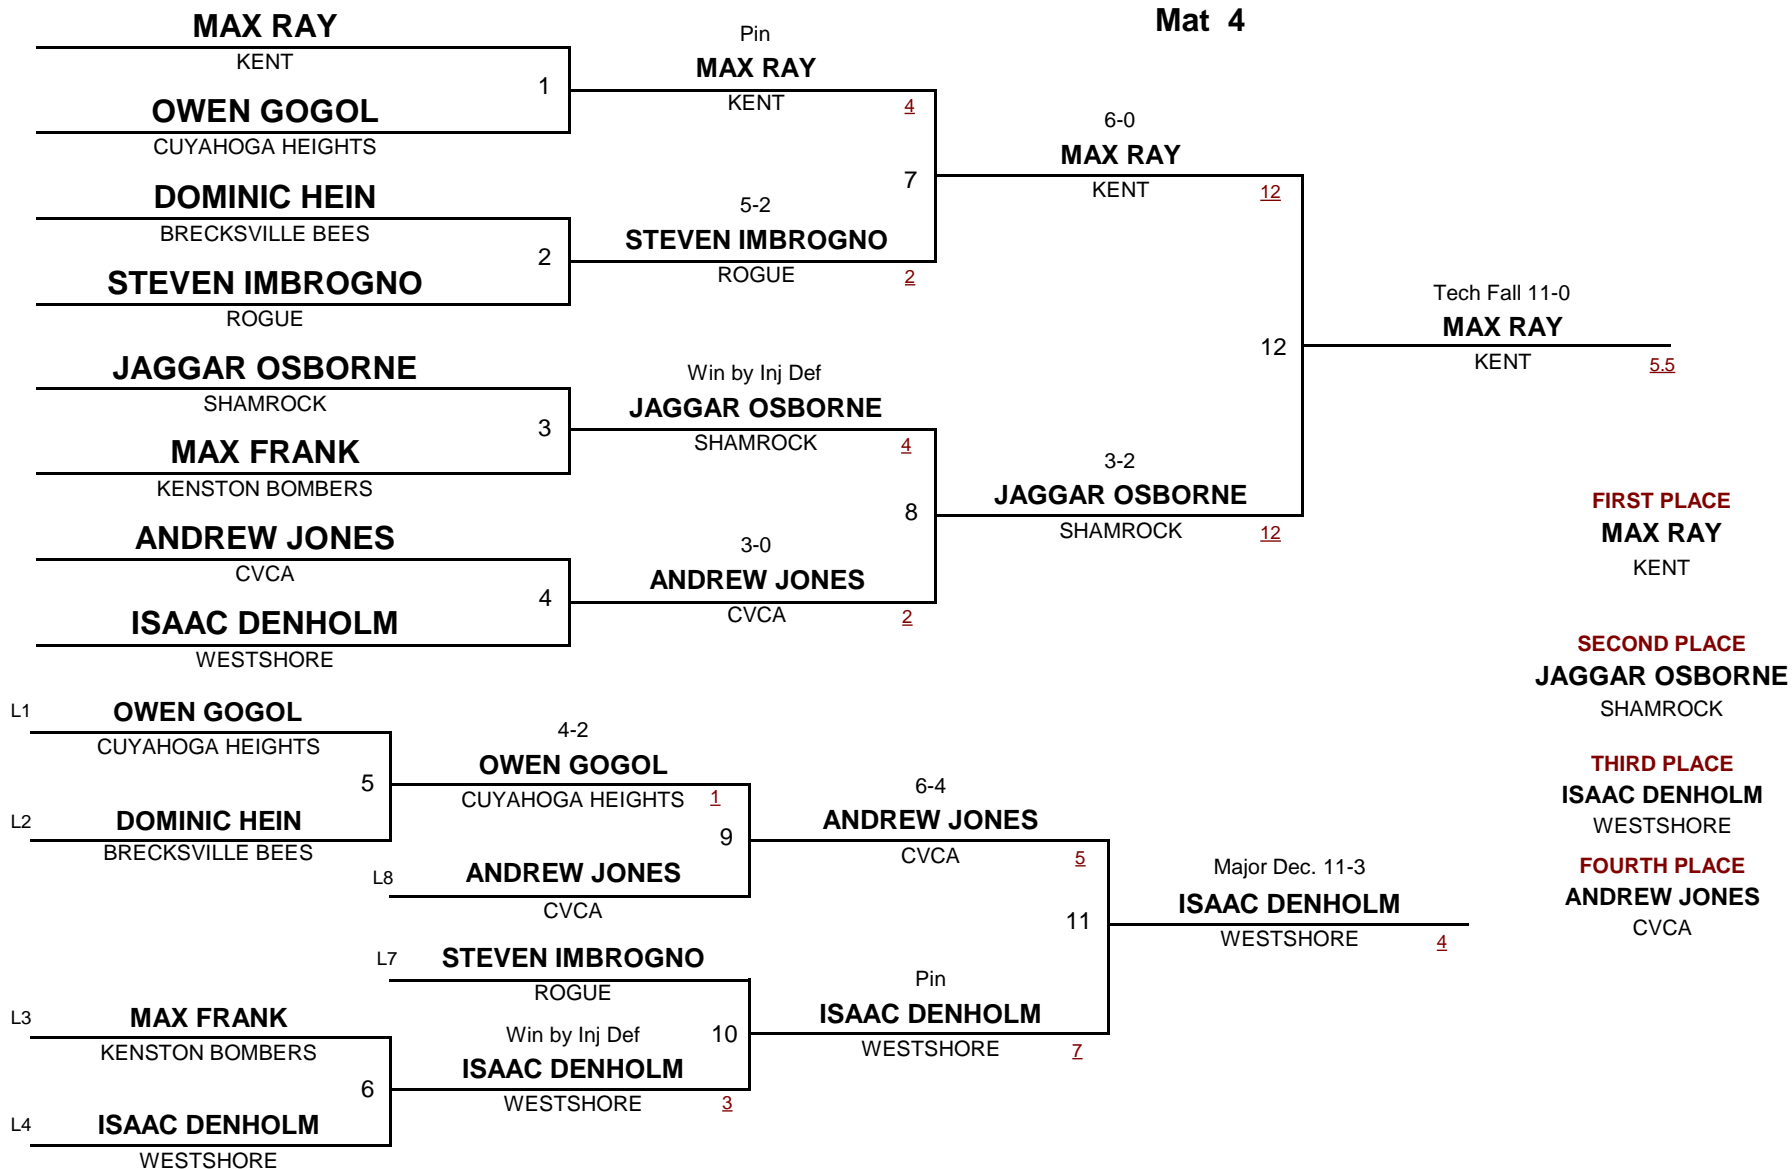 Mat 4
MAX RAY
KENT
1
OWEN GOGOL
CUYAHOGA HEIGHTS
DOMINIC HEIN
BRECKSVILLE BEES
2
STEVEN IMBROGNO
ROGUE
JAGGAR OSBORNE
SHAMROCK
3
MAX FRANK
KENSTON BOMBERS
ANDREW JONES
CVCA
4
ISAAC DENHOLM
WESTSHORE
Pin
MAX RAY
KENT
4
7
5-2
STEVEN IMBROGNO
ROGUE
2
Win by Inj Def
JAGGAR OSBORNE
SHAMROCK
4
8
3-0
ANDREW JONES
CVCA
2
6-0
MAX RAY
KENT
12
12
3-2
JAGGAR OSBORNE
SHAMROCK
12
Tech Fall 11-0
MAX RAY
KENT
5.5
FIRST PLACE
MAX RAY
KENT
SECOND PLACE
JAGGAR OSBORNE
SHAMROCK
THIRD PLACE
ISAAC DENHOLM
WESTSHORE
FOURTH PLACE
ANDREW JONES
CVCA
L1
OWEN GOGOL
CUYAHOGA HEIGHTS
5
L2
DOMINIC HEIN
BRECKSVILLE BEES
4-2
OWEN GOGOL
CUYAHOGA HEIGHTS
1
9
L8
ANDREW JONES
CVCA
L7
STEVEN IMBROGNO
ROGUE
10
L3
MAX FRANK
KENSTON BOMBERS
6
L4
ISAAC DENHOLM
WESTSHORE
Win by Inj Def
ISAAC DENHOLM
WESTSHORE
3
6-4
ANDREW JONES
CVCA
5
11
Pin
ISAAC DENHOLM
WESTSHORE
7
Major Dec. 11-3
ISAAC DENHOLM
WESTSHORE
4